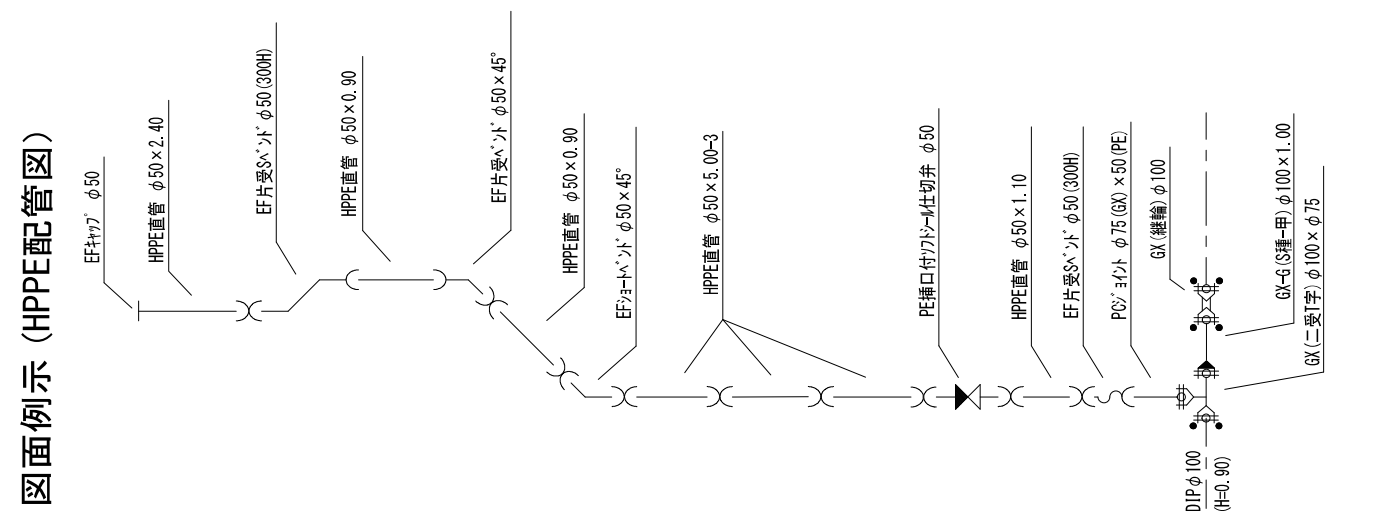 図面例示（HPPE配管図）
EFｷｬｯﾌﾟ φ50
HPPE直管 φ50×2.40
EF片受Sﾍﾞﾝﾄﾞ φ50(300H)
HPPE直管 φ50×0.90
EF片受ﾍﾞﾝﾄﾞ φ50×45°
HPPE直管 φ50×0.90
EFｼｮｰﾄﾍﾞﾝﾄﾞ φ50×45°
HPPE直管 φ50×5.00-3
PE挿口付ｿﾌﾄｼｰﾙ仕切弁 φ50
HPPE直管 φ50×1.10
EF片受Sﾍﾞﾝﾄﾞ φ50(300H)
PCｼﾞｮｲﾝﾄ φ75(GX)×50(PE)
GX(継輪)φ100
GX-G(S種-甲)φ100×1.00
GX(二受T字)φ100×φ75
DIPφ100
(H=0.90)